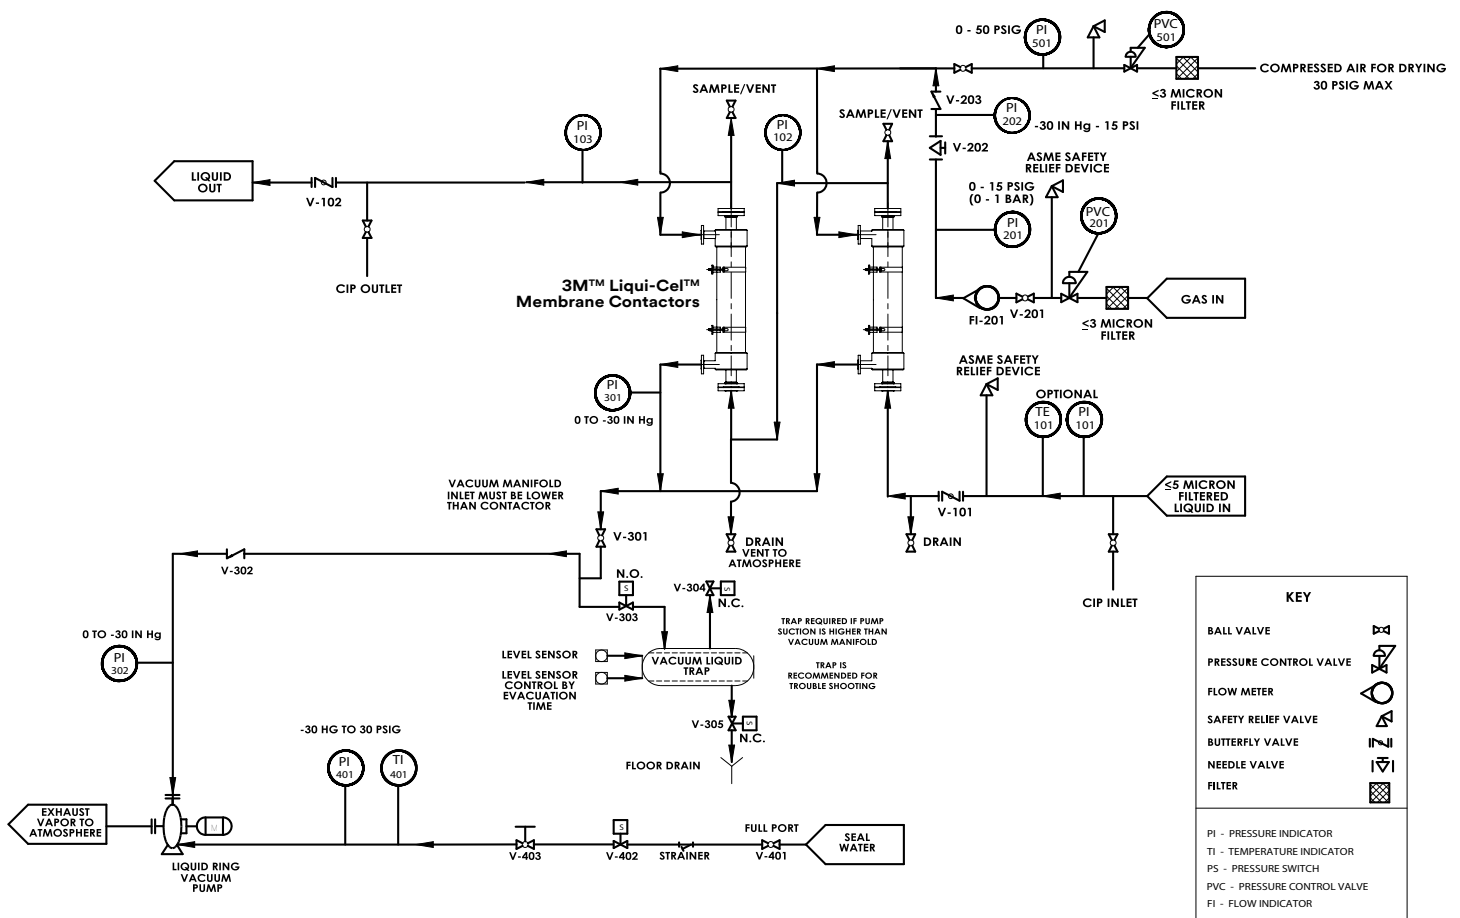 0 - 50 PSIG
PI
501
PVC
501
COMPRESSED AIR FOR DRYING
30 PSIG MAX
≤3 MICRON
FILTER
SAMPLE/VENT
SAMPLE/VENT
V-203
PI
202
-30 IN Hg - 15 PSI
PI
103
PI
102
V-202
ASME SAFETY
RELIEF DEVICE
LIQUID
OUT
V-102
0 - 15 PSIG
(0 - 1 BAR)
PI
201
PVC
201
CIP OUTLET
3M™ Liqui-Cel™
Membrane Contactors
FI-201
V-201
≤3 MICRON
FILTER
GAS IN
ASME SAFETY
RELIEF DEVICE
PI
301
0 TO -30 IN Hg
OPTIONAL
TE
101
PI
101
VACUUM MANIFOLD
INLET MUST BE LOWER
THAN CONTACTOR
≤5 MICRON
FILTERED
LIQUID IN
V-101
V-301
DRAIN
VENT TO
ATMOSPHERE
DRAIN
V-302
N.O.
S
V-303
V-304
S
N.C.
CIP INLET
0 TO -30 IN Hg
PI
302
TRAP REQUIRED IF PUMP
SUCTION IS HIGHER THAN
VACUUM MANIFOLD
TRAP IS
RECOMMENDED FOR
TROUBLE SHOOTING
LEVEL SENSOR
LEVEL SENSOR
CONTROL BY
EVACUATION
TIME
VACUUM LIQUID
TRAP
V-305
S
N.C.
FLOOR DRAIN
-30 HG TO 30 PSIG
PI
401
TI
401
EXHAUST
VAPOR TO
ATMOSPHERE
M
LIQUID RING
VACUUM
PUMP
V-403
S
V-402
STRAINER
FULL PORT
V-401
SEAL
WATER
KEY
BALL VALVE
PRESSURE CONTROL VALVE
FLOW METER
SAFETY RELIEF VALVE
BUTTERFLY VALVE
NEEDLE VALVE
FILTER
PI - PRESSURE INDICATOR
TI - TEMPERATURE INDICATOR
PS - PRESSURE SWITCH
PVC - PRESSURE CONTROL VALVE
FI - FLOW INDICATOR